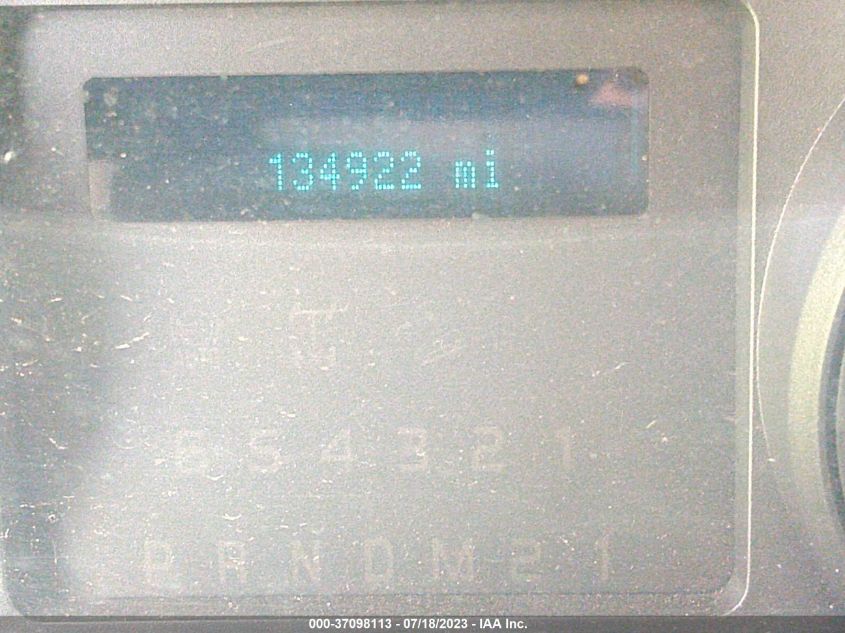 134922 mi
6 5 4 3 2 1
P R N D M 2 1
000-37098113 - 07/18/2023 - IAA Inc.